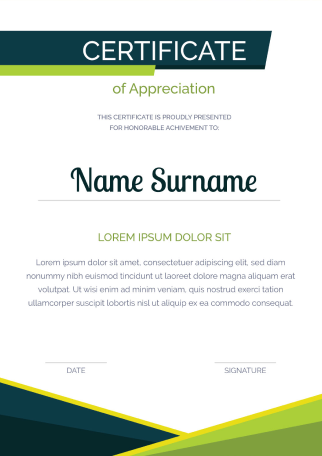 CERTIFICATE
of Appreciation
THIS CERTIFICATE IS PROUDLY PRESENTED
FOR HONORABLE ACHIVEMENT TO:
Name Surname
LOREM IPSUM DOLOR SIT
Lorem ipsum dolor sit amet, consectetuer adipiscing elit, sed diam
nonummy nibh euismod tincidunt ut laoreet dolore magna aliquam erat
volutpat. Ut wisi enim ad minim veniam, quis nostrud exerci tation
ullamcorper suscipit lobortis nisl ut aliquip ex ea commodo consequat.
DATE
SIGNATURE